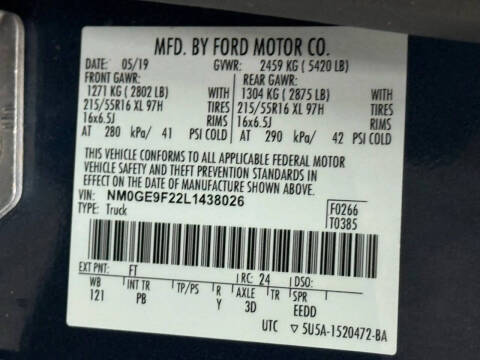 MFD. BY FORD MOTOR CO.
DATE: 05/19 GVWR: 2459 KG ( 5420 LB)
FRONT GAWR: REAR GAWR:
1271 KG ( 2802 LB) WITH 1304 KG ( 2875 LB) WITH
215/55R16 XL 97H TIRES 215/55R16 XL 97H TIRES
16x6.5J RIMS 16x6.5J RIMS
AT 280 kPa/ 41 PSI COLD AT 290 kPa/ 42 PSI COLD
THIS VEHICLE CONFORMS TO ALL APPLICABLE FEDERAL MOTOR
VEHICLE SAFETY AND THEFT PREVENTION STANDARDS IN EFFECT
ON THE DATE OF MANUFACTURE SHOWN ABOVE.
VIN: NM0GE9F22L1438026 F0266
TYPE: Truck T0385
EXT PNT: FT RC: 24 DSO:
WB INT TR TP/PS R AXLE TR SPR
121 PB Y 3D EEDD
UTC ▽ 5U5A-1520472-BA